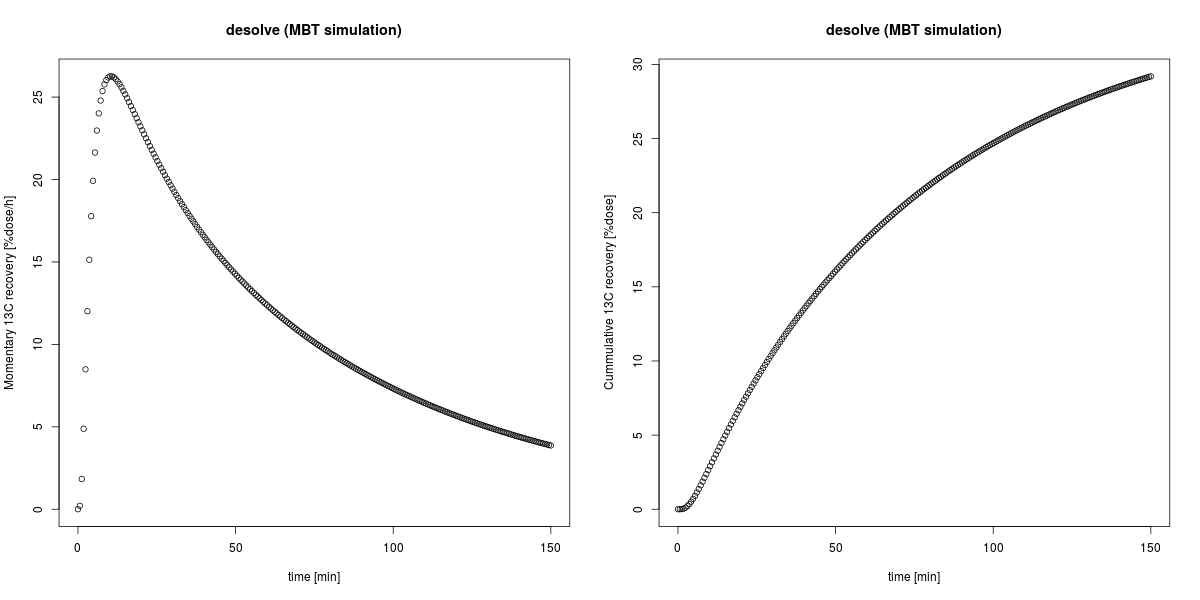 desolve (MBT simulation)
Momentary 13C recovery [%dose/h]
25
20
15
10
5
0
0 50 100 150
time [min]
desolve (MBT simulation)
Cummulative 13C recovery [%dose]
30
25
20
15
10
5
0
0 50 100 150
time [min]